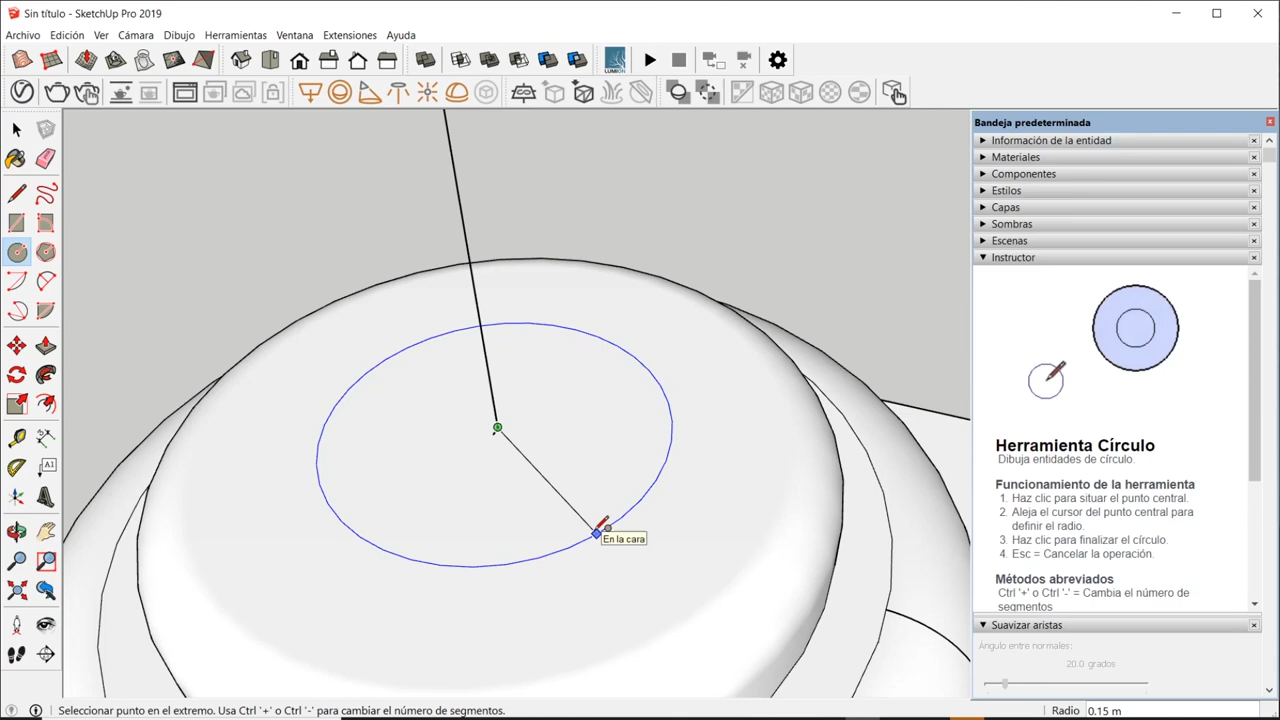 Sin título - SketchUp Pro 2019
Archivo Edición Ver Cámara Dibujo Herramientas Ventana Extensiones Ayuda
LUMION
Bandeja predeterminada
Información de la entidad
Materiales
Componentes
Estilos
Capas
Sombras
Escenas
Instructor
Herramienta Círculo
Dibuja entidades de círculo.
Funcionamiento de la herramienta
1. Haz clic para situar el punto central.
2. Aleja el cursor del punto central para
definir el radio.
3. Haz clic para finalizar el círculo.
4. Esc = Cancelar la operación.
Métodos abreviados
Ctrl '+' o Ctrl '-' = Cambia el número de
segmentos
En la cara
Suavizar aristas
Ángulo entre normales:
20.0 grados
Seleccionar punto en el extremo. Usa Ctrl '+' o Ctrl '-' para cambiar el número de segmentos.
Radio 0.15 m